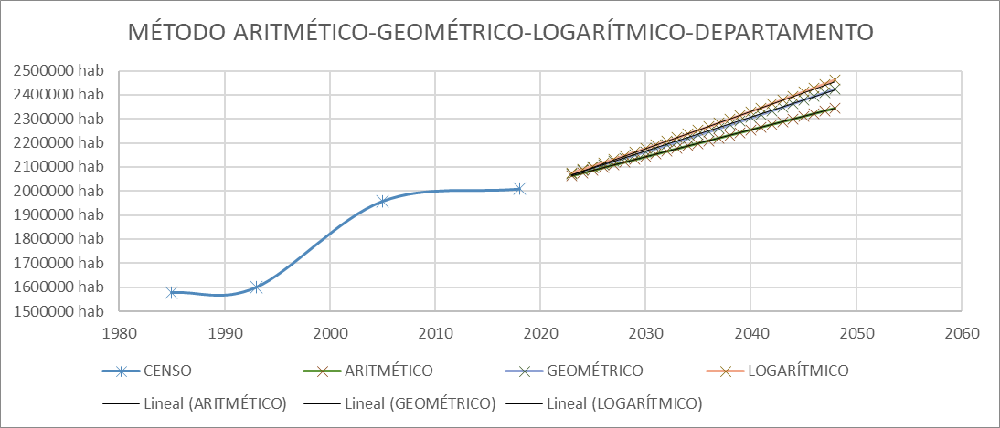 MÉTODO ARITMÉTICO-GEOMÉTRICO-LOGARÍTMICO-DEPARTAMENTO
2500000 hab
2400000 hab
2300000 hab
2200000 hab
2100000 hab
2000000 hab
1900000 hab
1800000 hab
1700000 hab
1600000 hab
1500000 hab
1980 1990 2000 2010 2020 2030 2040 2050 2060
CENSO ARITMÉTICO GEOMÉTRICO LOGARÍTMICO
Lineal (ARITMÉTICO) Lineal (GEOMÉTRICO) Lineal (LOGARÍTMICO)